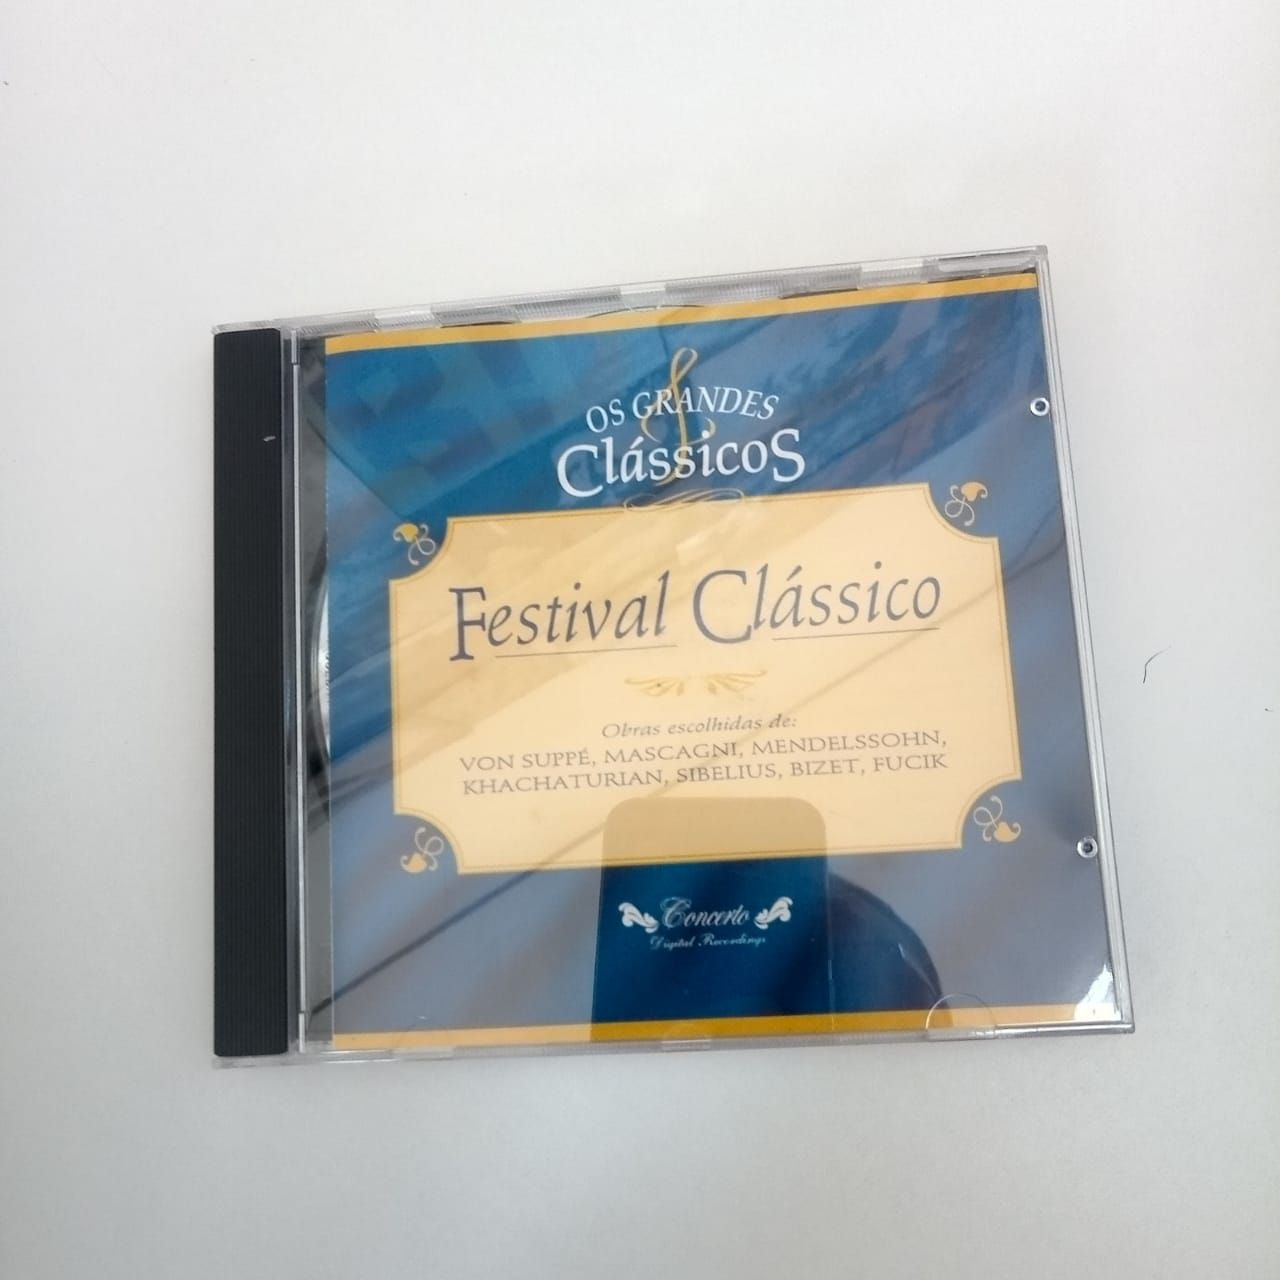 OS GRANDES
ClássicoS
Festival Clássico
Obras escolhidas de:
VON SUPPÉ, MASCAGNI, MENDELSSOHN,
KHACHATURIAN, SIBELIUS, BIZET, FUCIK
Concerto
Digital Recordings